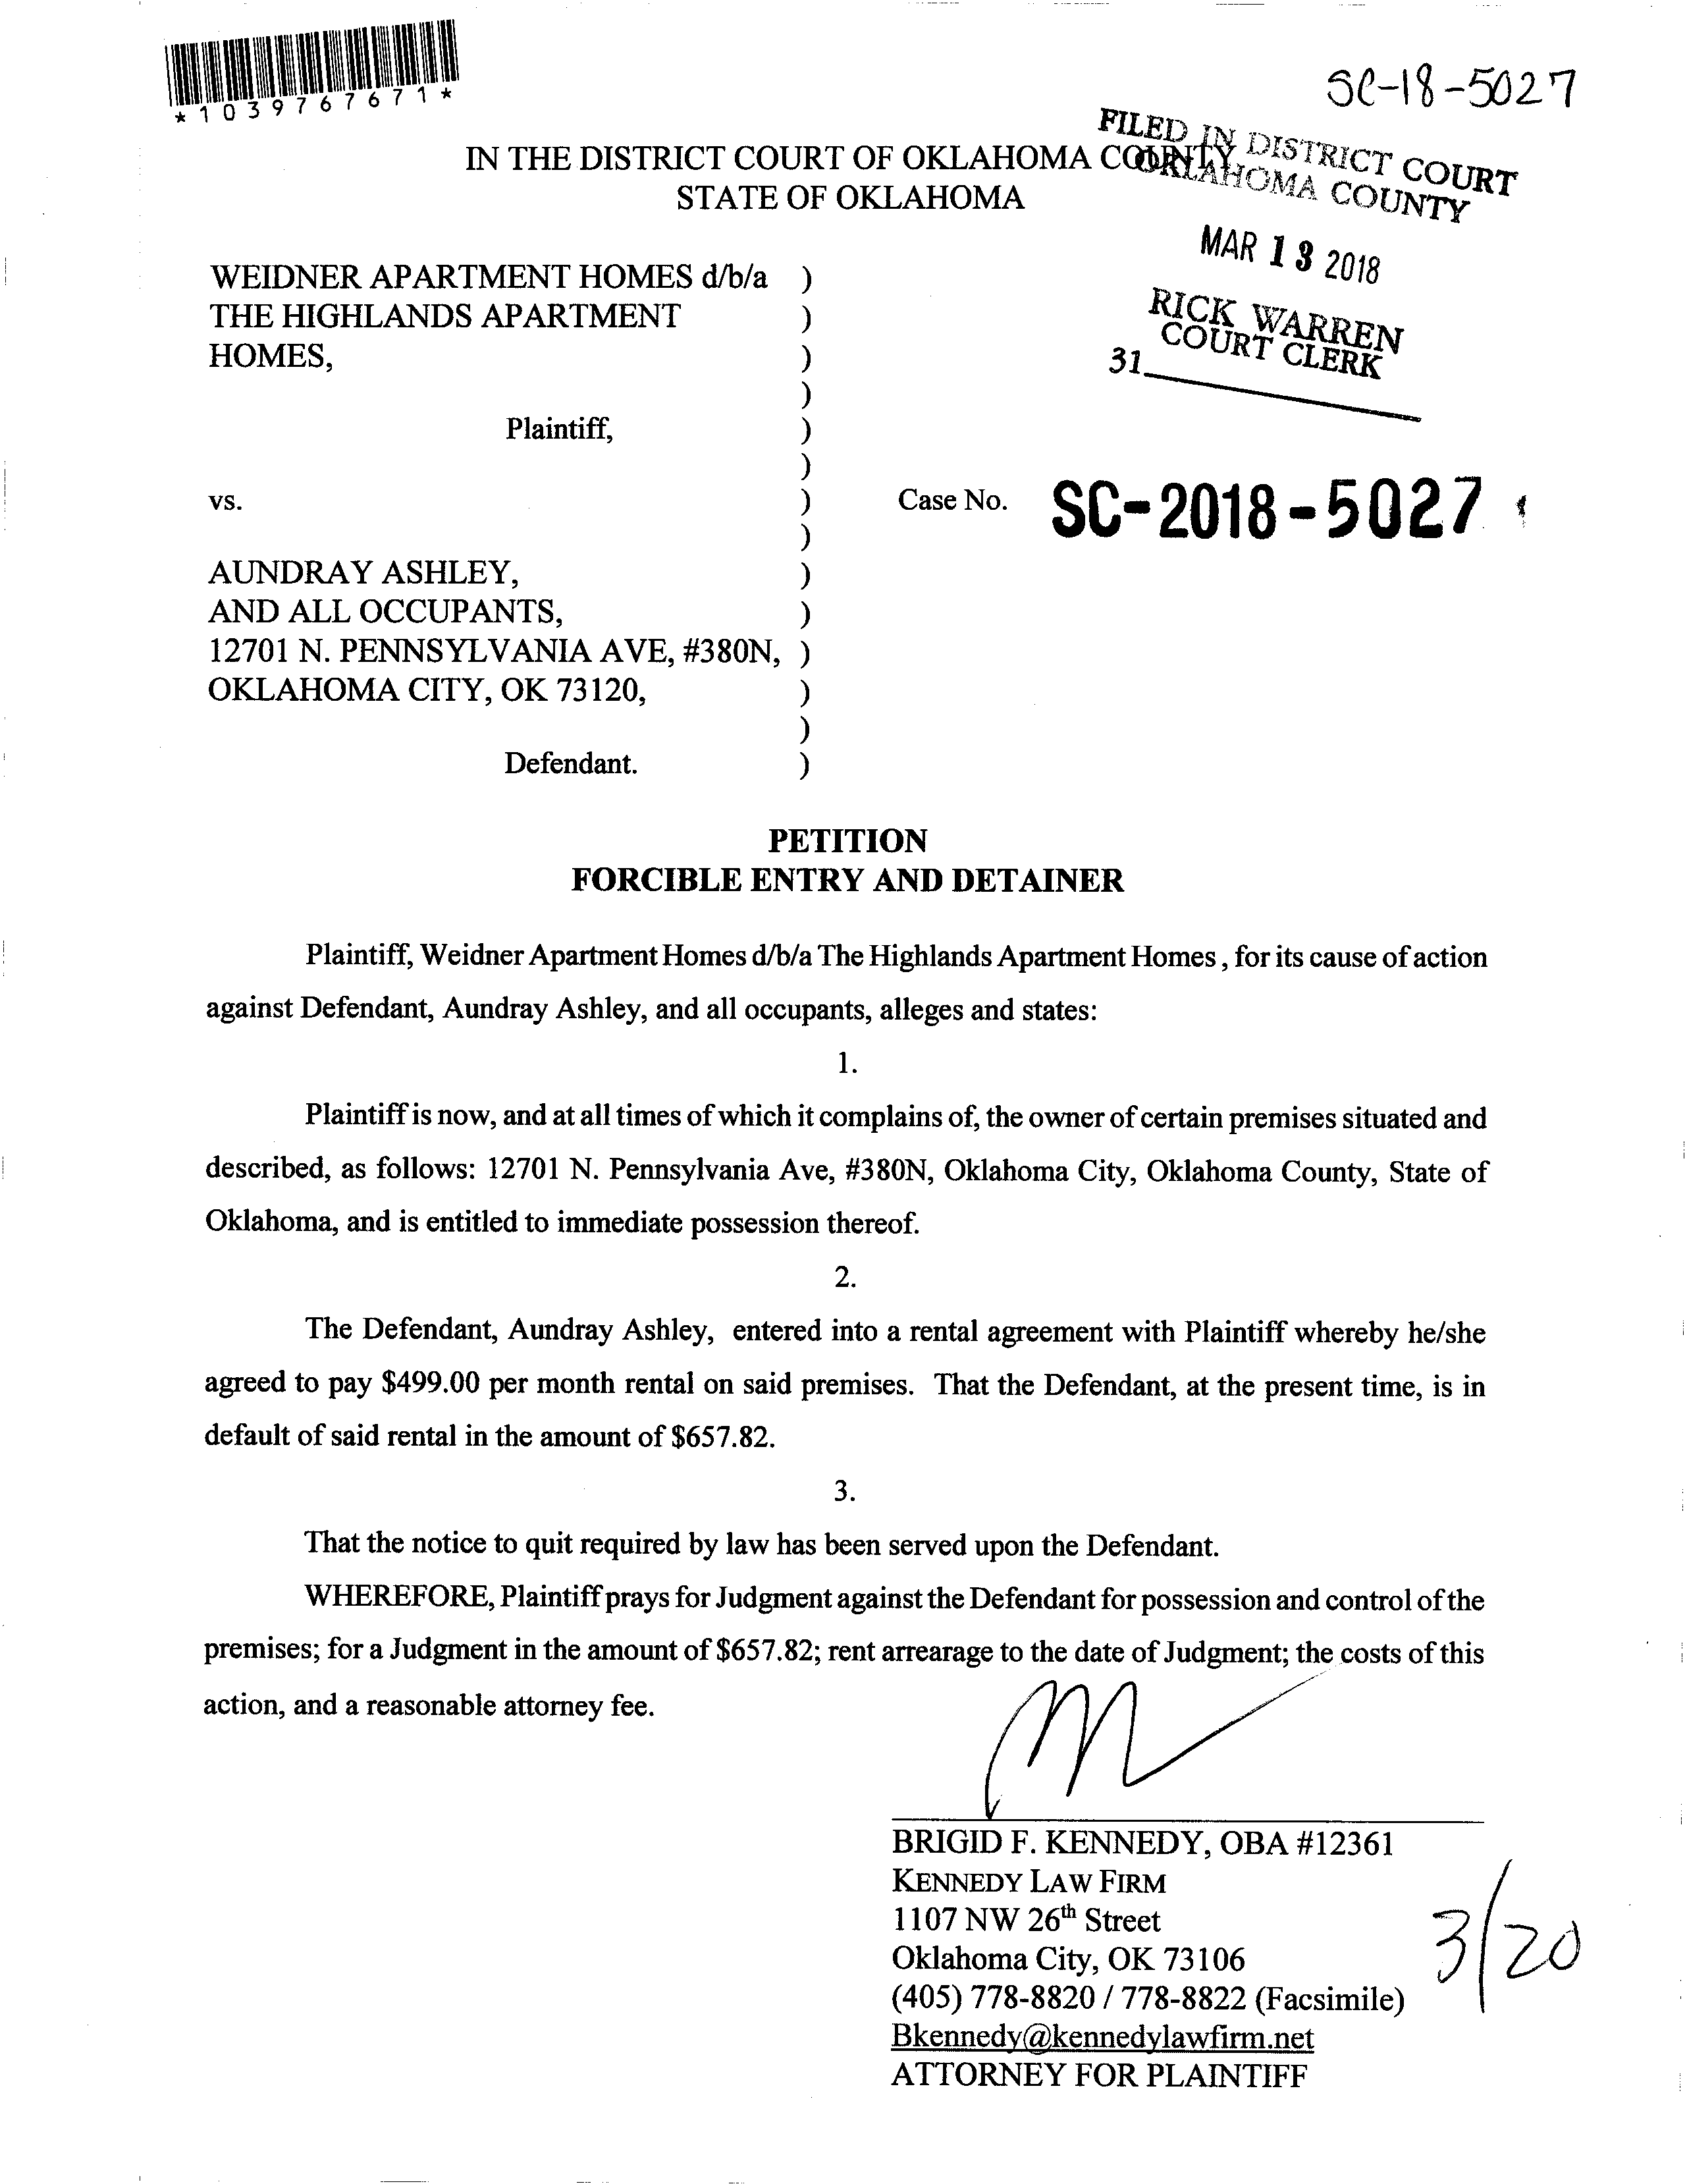 *1039767671*
SC-18-5027
FILED IN DISTRICT COURT
OKLAHOMA COUNTY
IN THE DISTRICT COURT OF OKLAHOMA COUNTY
STATE OF OKLAHOMA
MAR 13 2018
RICK WARREN
COURT CLERK
31
WEIDNER APARTMENT HOMES d/b/a )
THE HIGHLANDS APARTMENT )
HOMES, )
)
Plaintiff, )
)
vs. ) Case No. SC-2018-5027
)
AUNDRAY ASHLEY, )
AND ALL OCCUPANTS, )
12701 N. PENNSYLVANIA AVE, #380N, )
OKLAHOMA CITY, OK 73120, )
)
Defendant. )
PETITION
FORCIBLE ENTRY AND DETAINER
Plaintiff, Weidner Apartment Homes d/b/a The Highlands Apartment Homes , for its cause of action
against Defendant, Aundray Ashley, and all occupants, alleges and states:
1.
Plaintiff is now, and at all times of which it complains of, the owner of certain premises situated and
described, as follows: 12701 N. Pennsylvania Ave, #380N, Oklahoma City, Oklahoma County, State of
Oklahoma, and is entitled to immediate possession thereof.
2.
The Defendant, Aundray Ashley, entered into a rental agreement with Plaintiff whereby he/she
agreed to pay $499.00 per month rental on said premises. That the Defendant, at the present time, is in
default of said rental in the amount of $657.82.
3.
That the notice to quit required by law has been served upon the Defendant.
WHEREFORE, Plaintiff prays for Judgment against the Defendant for possession and control of the
premises; for a Judgment in the amount of $657.82; rent arrearage to the date of Judgment; the costs of this
action, and a reasonable attorney fee.
BRIGID F. KENNEDY, OBA #12361
KENNEDY LAW FIRM
1107 NW 26th Street
Oklahoma City, OK 73106
(405) 778-8820 / 778-8822 (Facsimile)
Bkennedy@kennedylawfirm.net
ATTORNEY FOR PLAINTIFF
3/20